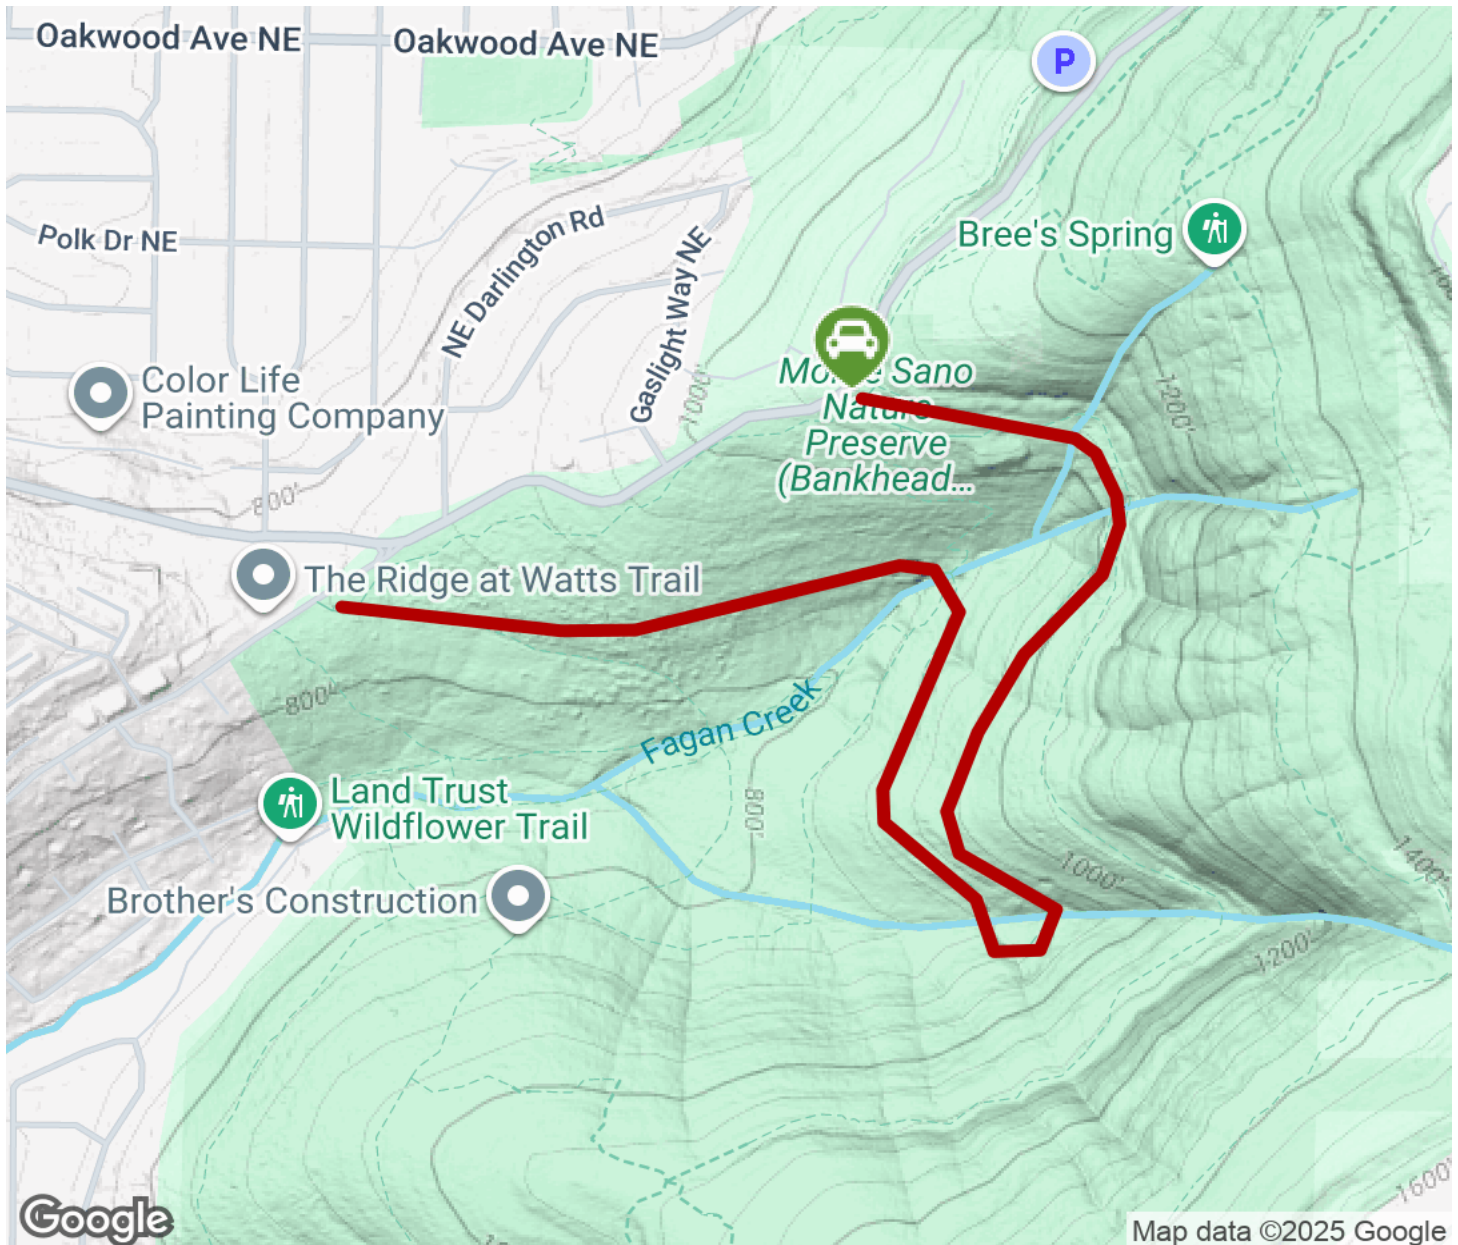 Oakwood Ave NE
Oakwood Ave NE
P
Polk Dr NE
NE Darlington Rd
Gaslight Way NE
Bree's Spring
1200'
1000'
Color Life
Painting Company
Nature
Preserve
(Bankhead...
800'
The Ridge at Watts Trail
800'
Fagan Creek
Land Trust
Wildflower Trail
800'
1000'
1400'
Brother's Construction
1200'
1600'
Google
Map data ©2025 Google